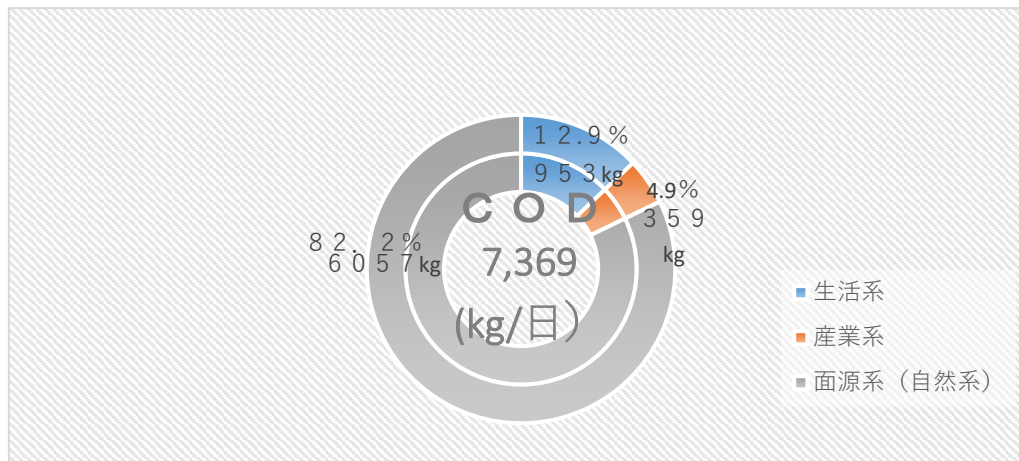 １２.９％
９５３kg
4.9%
３５９
kg
８２.２%
６０５７kg
ＣＯＤ
7,369
(kg/日）
生活系
産業系
面源系（自然系）